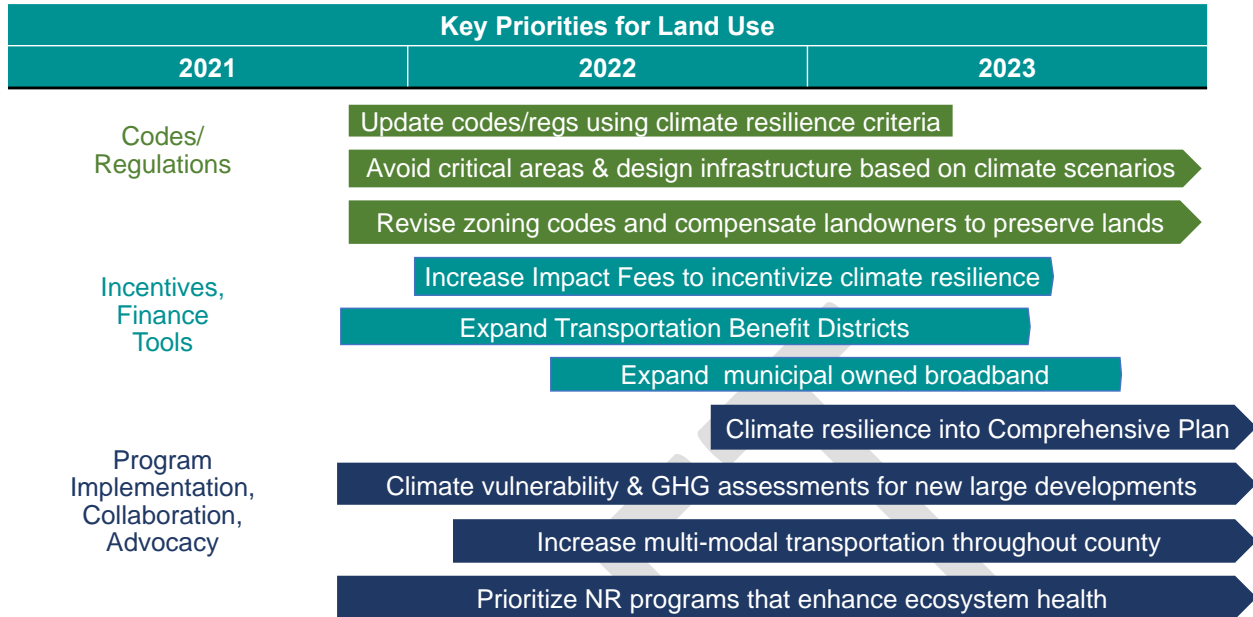 Key Priorities for Land Use
2021 2022 2023
Codes/
Regulations
Update codes/regs using climate resilience criteria
Avoid critical areas & design infrastructure based on climate scenarios
Revise zoning codes and compensate landowners to preserve lands
Incentives,
Finance
Tools
Increase Impact Fees to incentivize climate resilience
Expand Transportation Benefit Districts
Expand municipal owned broadband
Program
Implementation,
Collaboration,
Advocacy
Climate resilience into Comprehensive Plan
Climate vulnerability & GHG assessments for new large developments
Increase multi-modal transportation throughout county
Prioritize NR programs that enhance ecosystem health